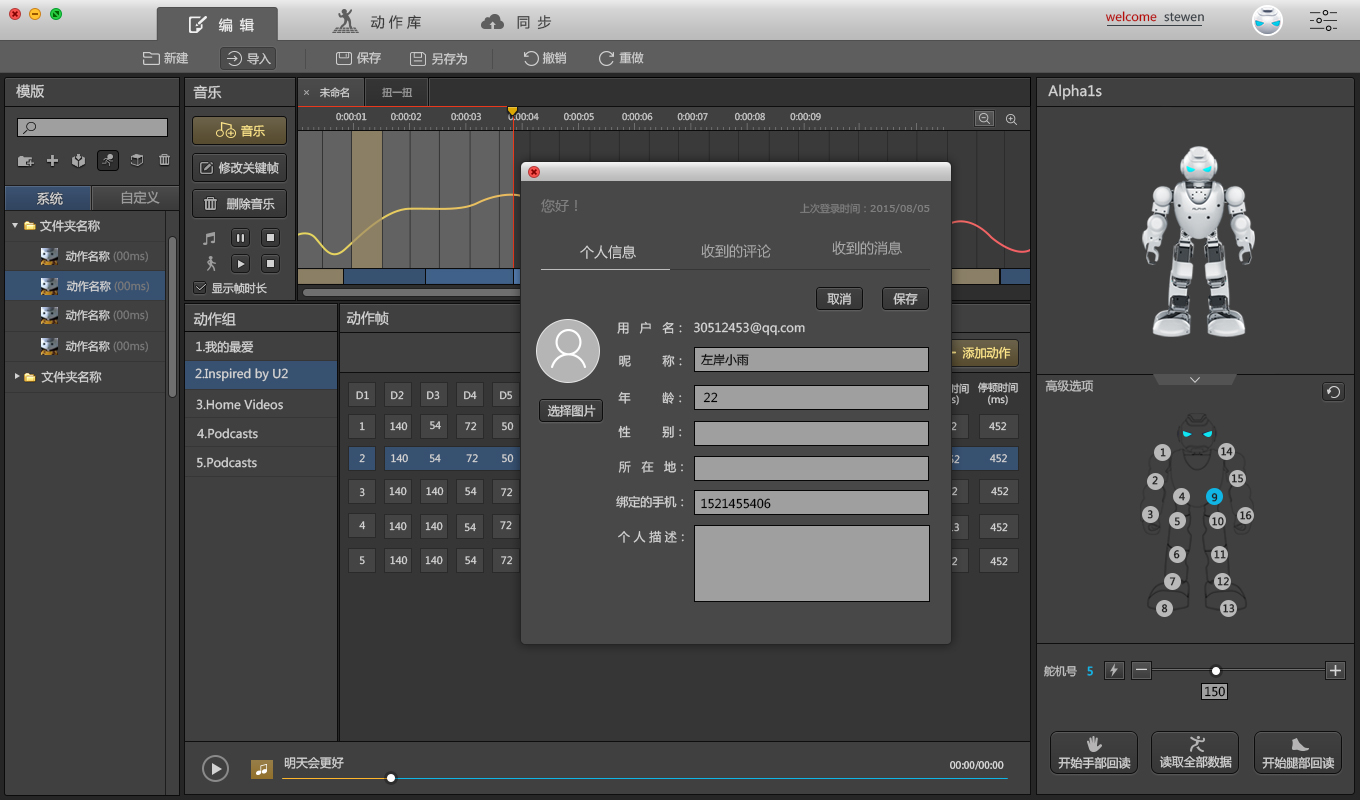 编 辑
动作库
同 步
welcome stewen
新建
导入
保存
另存为
撤销
重做
模版
系统
自定义
文件夹名称
动作名称 (00ms)
动作名称 (00ms)
动作名称 (00ms)
动作名称 (00ms)
文件夹名称
音乐
音乐
修改关键帧
删除音乐
显示帧时长
× 未命名
扭一扭
0:00:01 0:00:02 0:00:03 0:00:04 0:00:05 0:00:06 0:00:07 0:00:08 0:00:09
动作组
1.我的最爱
2.Inspired by U2
3.Home Videos
4.Podcasts
5.Podcasts
动作帧
添加动作
D1 D2 D3 D4 D5
时间 停顿时间
s) (ms)
1 140 54 72 50 2 452
2 140 54 72 50 52 452
3 140 140 54 72 2 452
4 140 140 54 72 3 452
5 140 140 54 72 2 452
您好！
上次登录时间：2015/08/05
个人信息
收到的评论
收到的消息
取消
保存
用 户 名： 30512453@qq.com
昵 称： 左岸小雨
选择图片
年 龄： 22
性 别：
所 在 地：
绑定的手机： 1521455406
个人描述：
明天会更好
00:00/00:00
Alpha1s
高级选项
1 14
2 15
4 9
3 5 10 16
6 11
7 12
8 13
舵机号 5
150
开始手部回读
读取全部数据
开始腿部回读